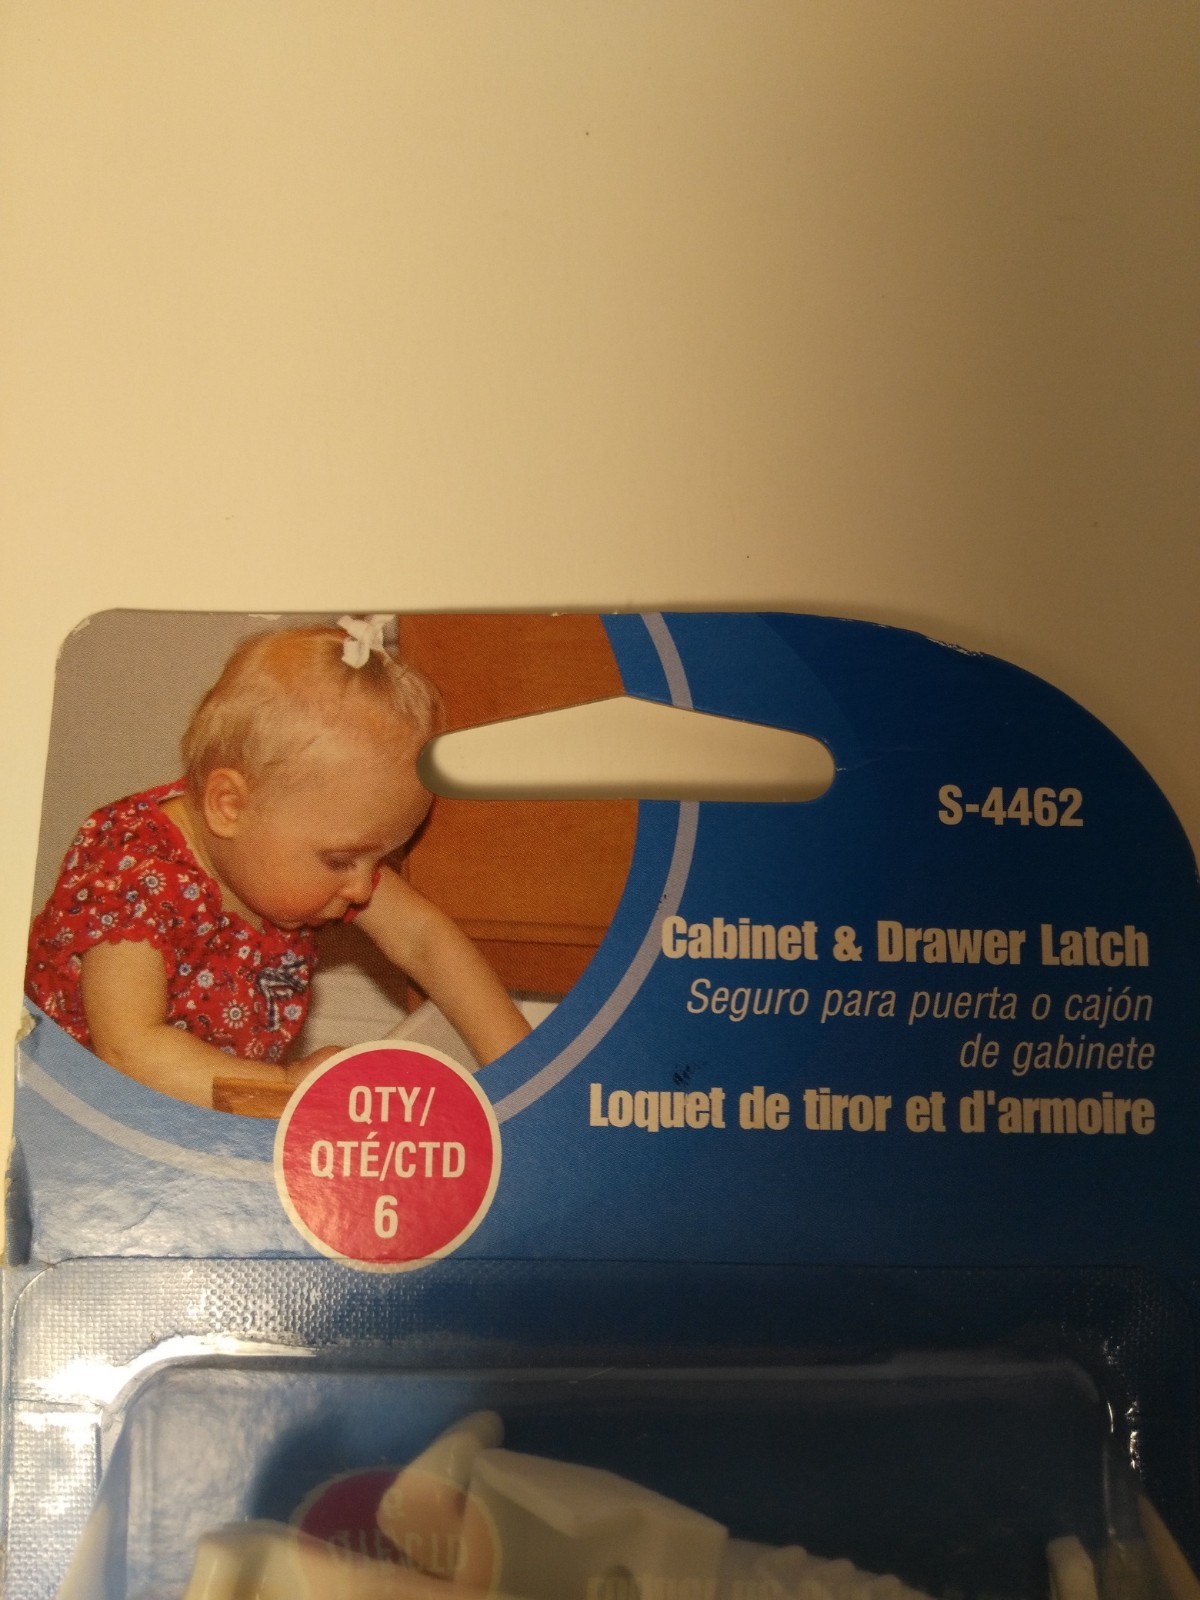 S-4462
Cabinet & Drawer Latch
Seguro para puerta o cajón
de gabinete
Loquet de tiror et d'armoire
QTY/
QTÉ/CTD
6